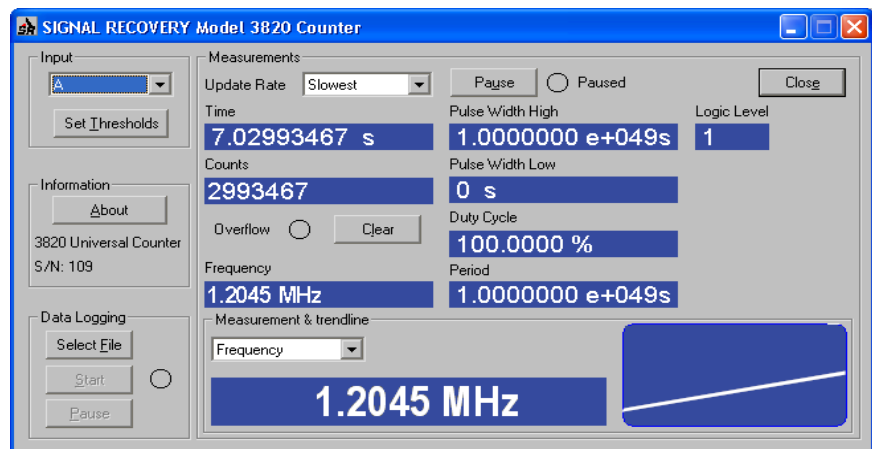 SIGNAL RECOVERY Model 3820 Counter
Input
A
Set Thresholds
Information
About
3820 Universal Counter
S/N: 109
Data Logging
Select File
Start
Pause
Measurements
Update Rate Slowest Pause Paused Close
Time
7.02993467 s
Pulse Width High
1.0000000 e+049s
Logic Level
1
Counts
2993467
Pulse Width Low
0 s
Overflow Clear
Duty Cycle
100.0000 %
Frequency
1.2045 MHz
Period
1.0000000 e+049s
Measurement & trendline
Frequency
1.2045 MHz